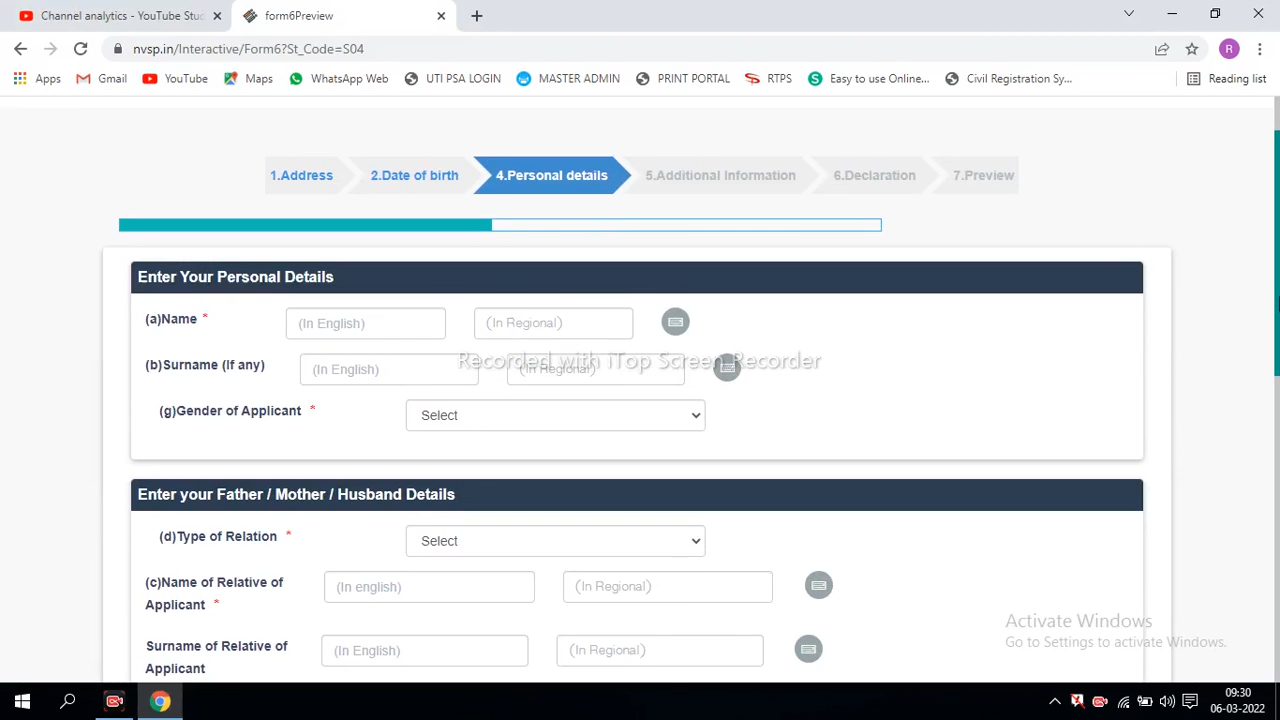 Channel analytics - YouTube Stu
form6Preview
nvsp.in/Interactive/Form6?St_Code=S04
R
Apps
Gmail
YouTube
Maps
WhatsApp Web
UTI PSA LOGIN
MASTER ADMIN
PRINT PORTAL
RTPS
Easy to use Online...
Civil Registration Sy...
Reading list
1.Address
2.Date of birth
4.Personal details
5.Additional Information
6.Declaration
7.Preview
Enter Your Personal Details
(a)Name *
(In English)
(In Regional)
Recorded with iTop Screen Recorder
(b)Surname (If any)
(In English)
(In Regional)
(g)Gender of Applicant *
Select
Enter your Father / Mother / Husband Details
(d)Type of Relation *
Select
(c)Name of Relative of
Applicant *
(In english)
(In Regional)
Surname of Relative of
Applicant
(In English)
(In Regional)
Activate Windows
Go to Settings to activate Windows.
09:30
06-03-2022